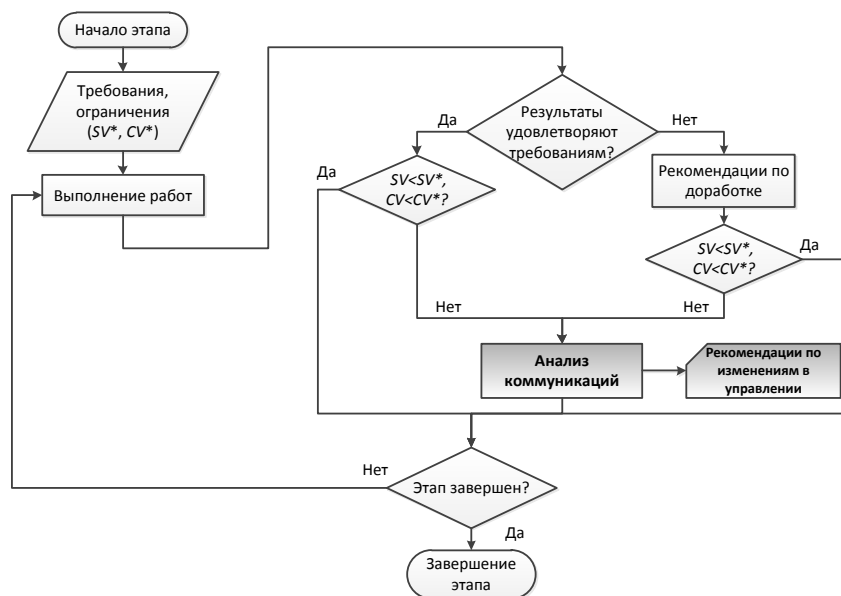 Начало этапа
Требования,
ограничения
(SV*, CV*)
Выполнение работ
Результаты
удовлетворяют
требованиям?
Да
Нет
SV<SV*,
CV<CV*?
Да
Нет
Рекомендации по
доработке
SV<SV*,
CV<CV*?
Да
Нет
Анализ
коммуникаций
Рекомендации по
изменениям в
управлении
Этап завершен?
Нет
Да
Завершение
этапа